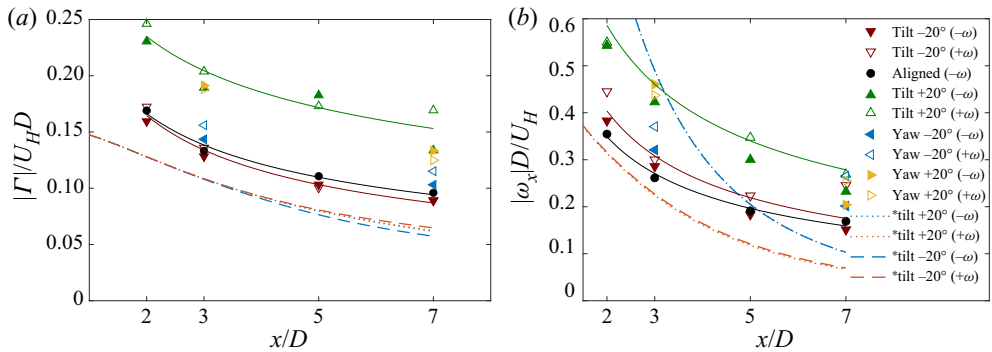 (a)
0.25
0.20
0.15
0.10
0.05
0
|Γ|/U_H D
2 3 5 7
x/D
(b)
0.6
0.5
0.4
0.3
0.2
0.1
0
|ω_x|D/U_H
2 3 5 7
x/D
Tilt –20° (–ω)
Tilt –20° (+ω)
Aligned (–ω)
Tilt +20° (–ω)
Tilt +20° (+ω)
Yaw –20° (–ω)
Yaw –20° (+ω)
Yaw +20° (–ω)
Yaw +20° (+ω)
*tilt +20° (–ω)
*tilt +20° (+ω)
*tilt –20° (–ω)
*tilt –20° (+ω)